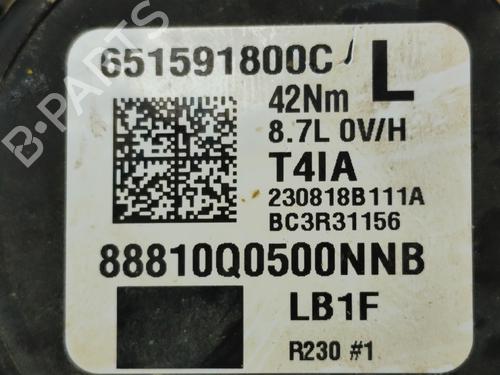 651591800C
L
42Nm
8.7L 0V/H
T4IA
230818B111A
BC3R31156
88810Q0500NNB
LB1F
R230 #1
B-PARTS